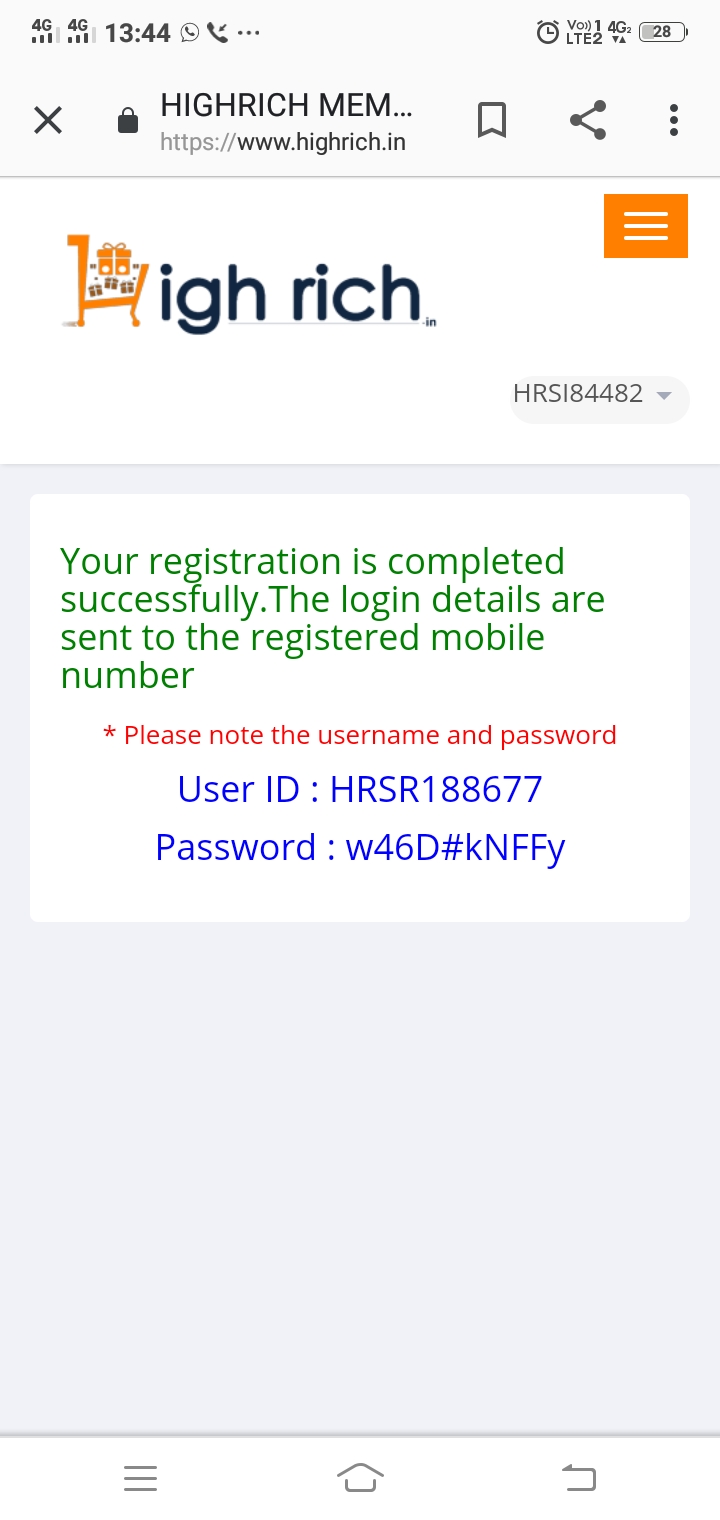 4G 4G 13:44 Vo)) 1 LTE2 4G2 28
HIGHRICH MEM...
https://www.highrich.in
igh rich.in
HRSI84482
Your registration is completed
successfully.The login details are
sent to the registered mobile
number
* Please note the username and password
User ID : HRSR188677
Password : w46D#kNFFy